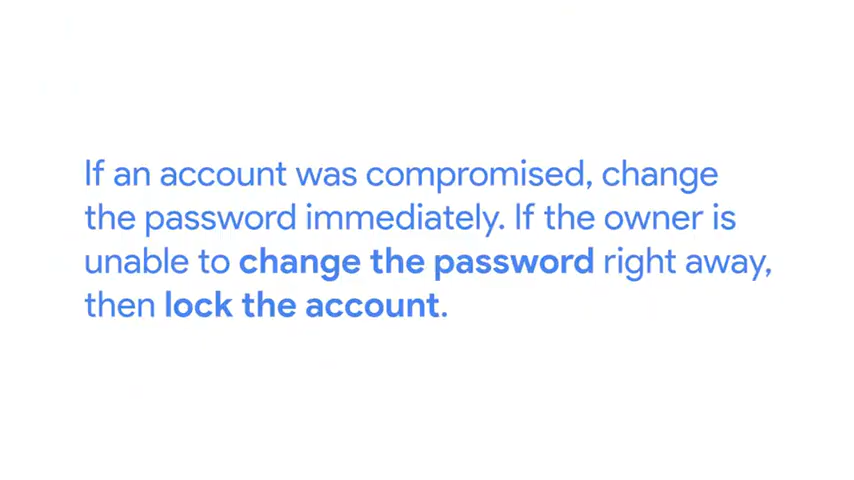 If an account was compromised, change
the password immediately. If the owner is
unable to change the password right away,
then lock the account.